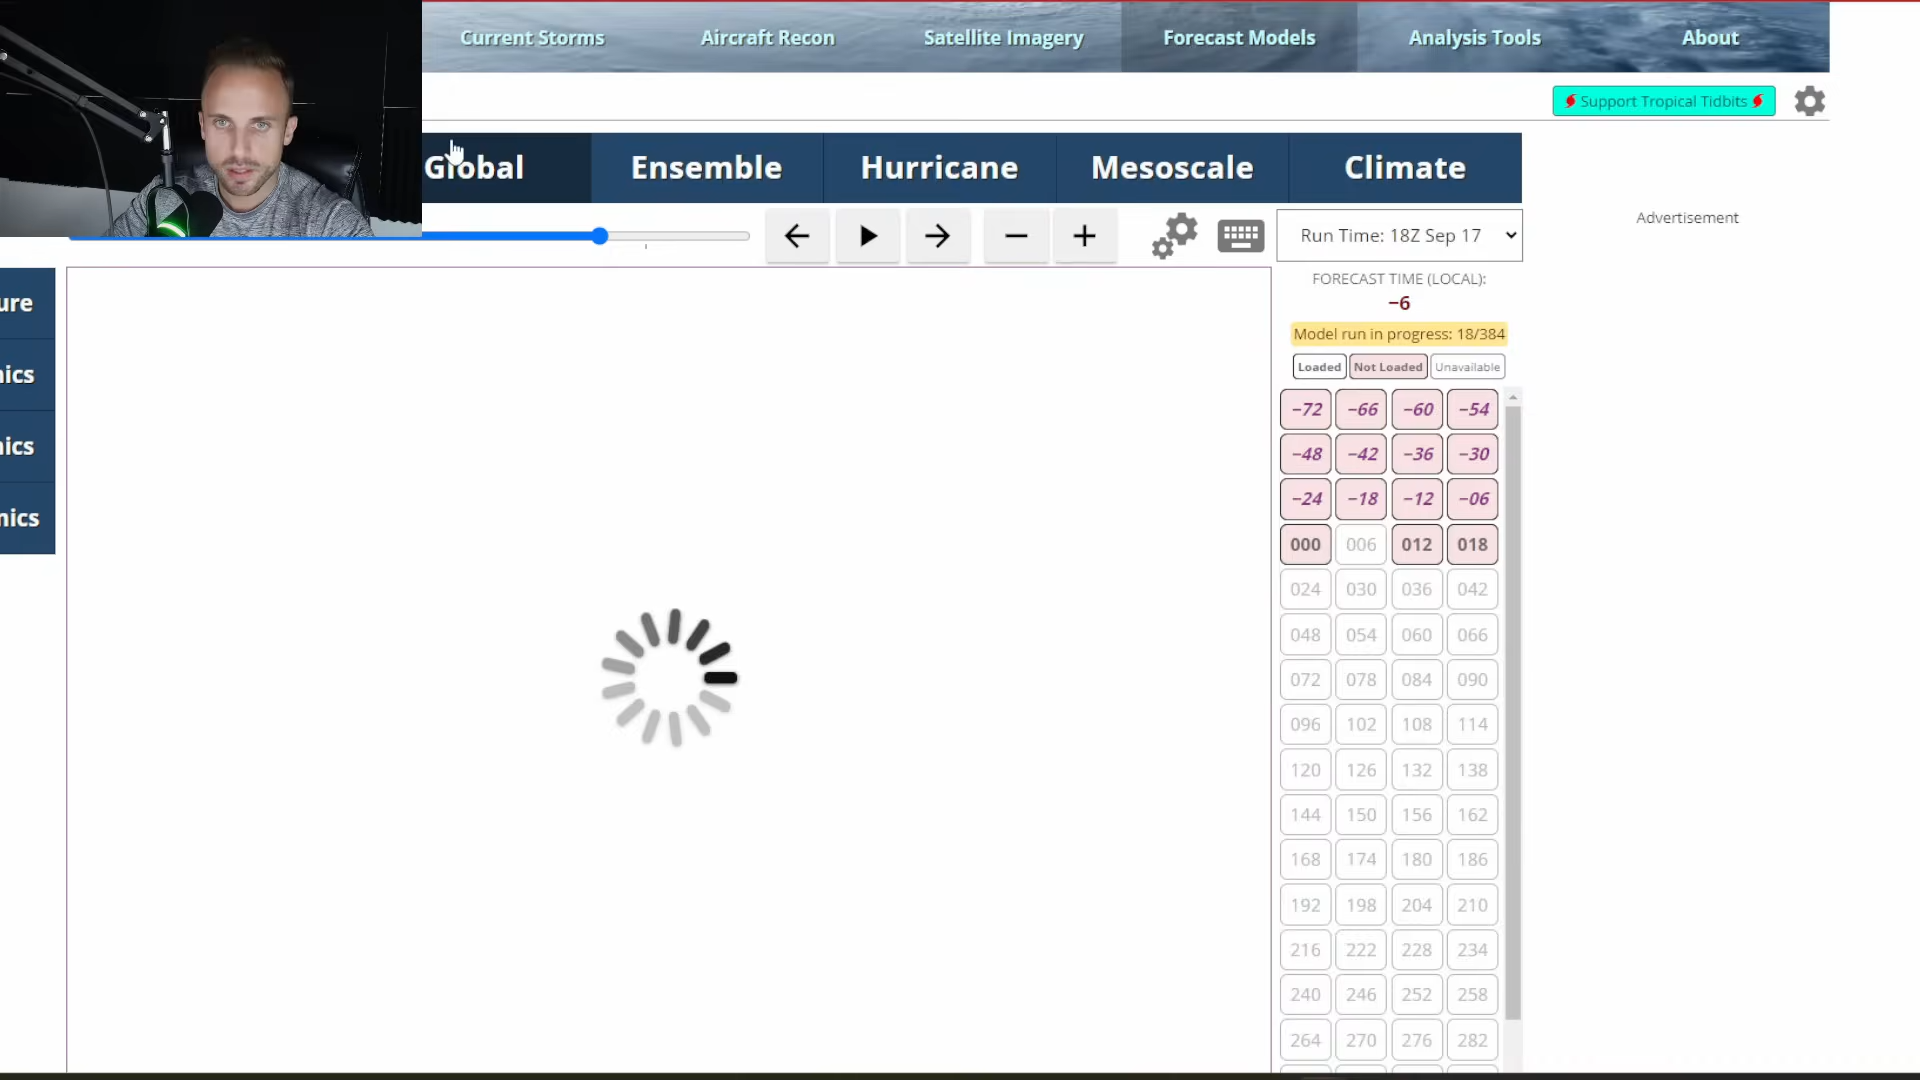 Current Storms Aircraft Recon Satellite Imagery Forecast Models Analysis Tools About
Support Tropical Tidbits
Global Ensemble Hurricane Mesoscale Climate
Run Time: 18Z Sep 17
Advertisement
FORECAST TIME (LOCAL):
−6
Model run in progress: 18/384
Loaded Not Loaded Unavailable
ure
nics
nics
nics
−72 −66 −60 −54
−48 −42 −36 −30
−24 −18 −12 −06
000 006 012 018
024 030 036 042
048 054 060 066
072 078 084 090
096 102 108 114
120 126 132 138
144 150 156 162
168 174 180 186
192 198 204 210
216 222 228 234
240 246 252 258
264 270 276 282